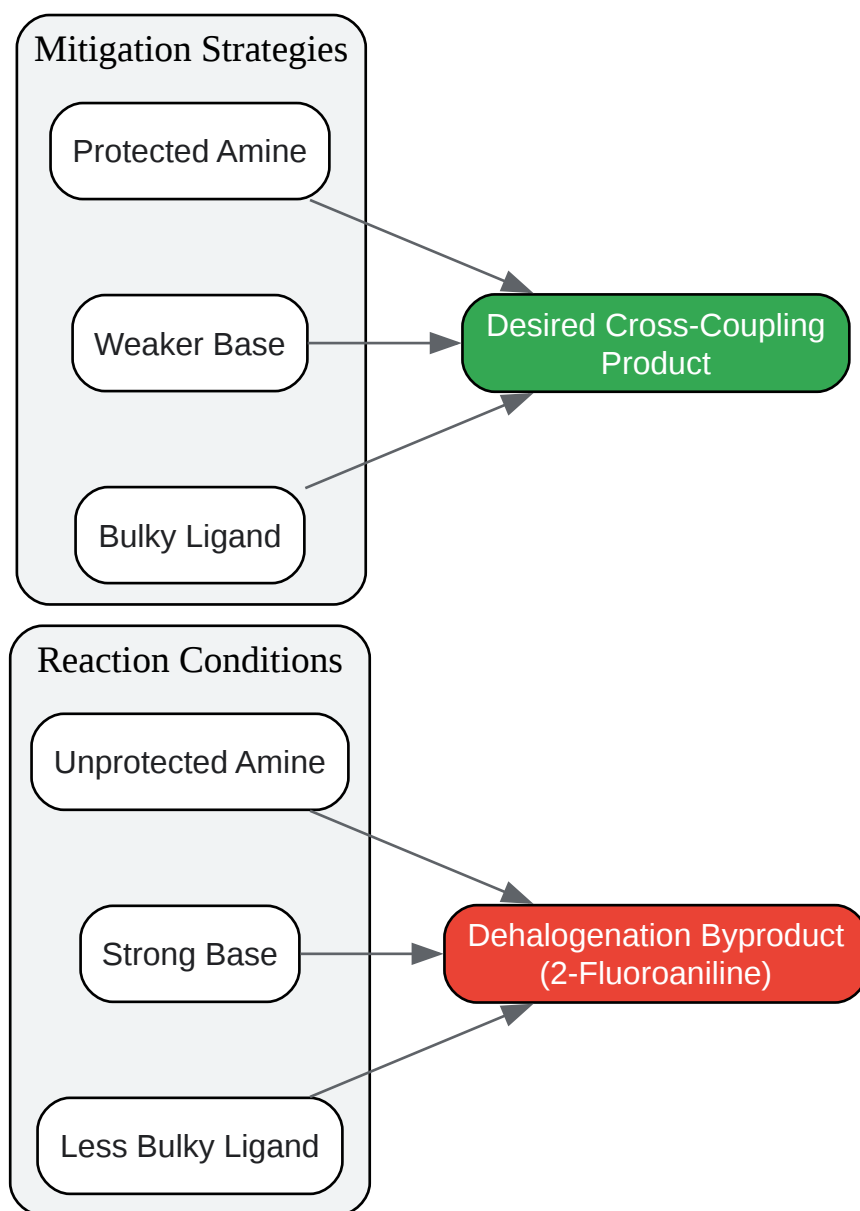 Mitigation Strategies
Protected Amine
Weaker Base
Bulky Ligand
Desired Cross-Coupling
Product
Reaction Conditions
Unprotected Amine
Strong Base
Less Bulky Ligand
Dehalogenation Byproduct
(2-Fluoroaniline)